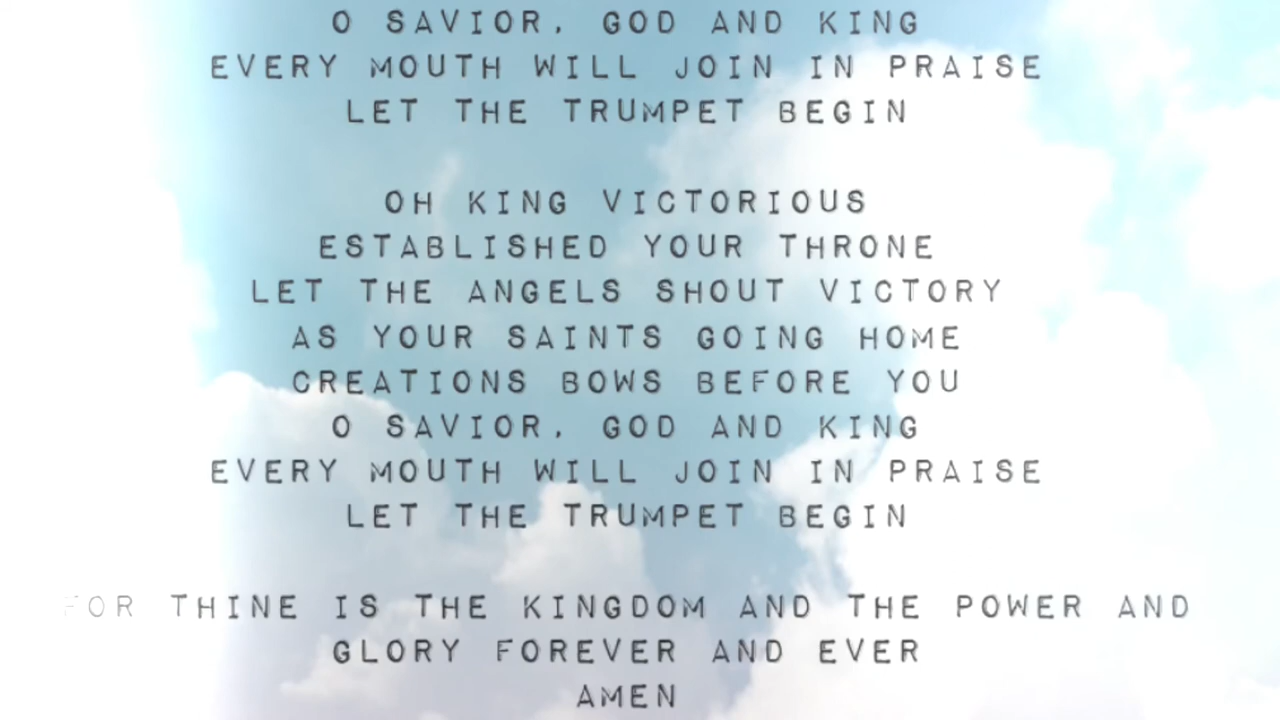 O SAVIOR, GOD AND KING
EVERY MOUTH WILL JOIN IN PRAISE
LET THE TRUMPET BEGIN
OH KING VICTORIOUS
ESTABLISHED YOUR THRONE
LET THE ANGELS SHOUT VICTORY
AS YOUR SAINTS GOING HOME
CREATIONS BOWS BEFORE YOU
O SAVIOR, GOD AND KING
EVERY MOUTH WILL JOIN IN PRAISE
LET THE TRUMPET BEGIN
FOR THINE IS THE KINGDOM AND THE POWER AND
GLORY FOREVER AND EVER
AMEN